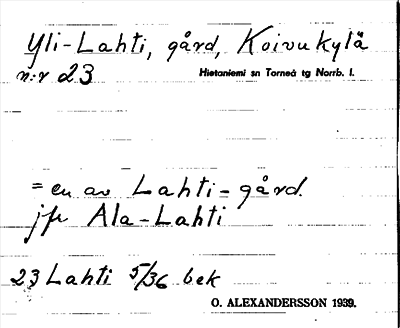 Yli-Lahti, gård, Koivukylä
n:r 23 Hietaniemi sn Torneå tg Norrb. l.
= en av Lahti-gård.
jfr Ala-Lahti
23 Lahti 5/36 bek
O. ALEXANDERSSON 1939.